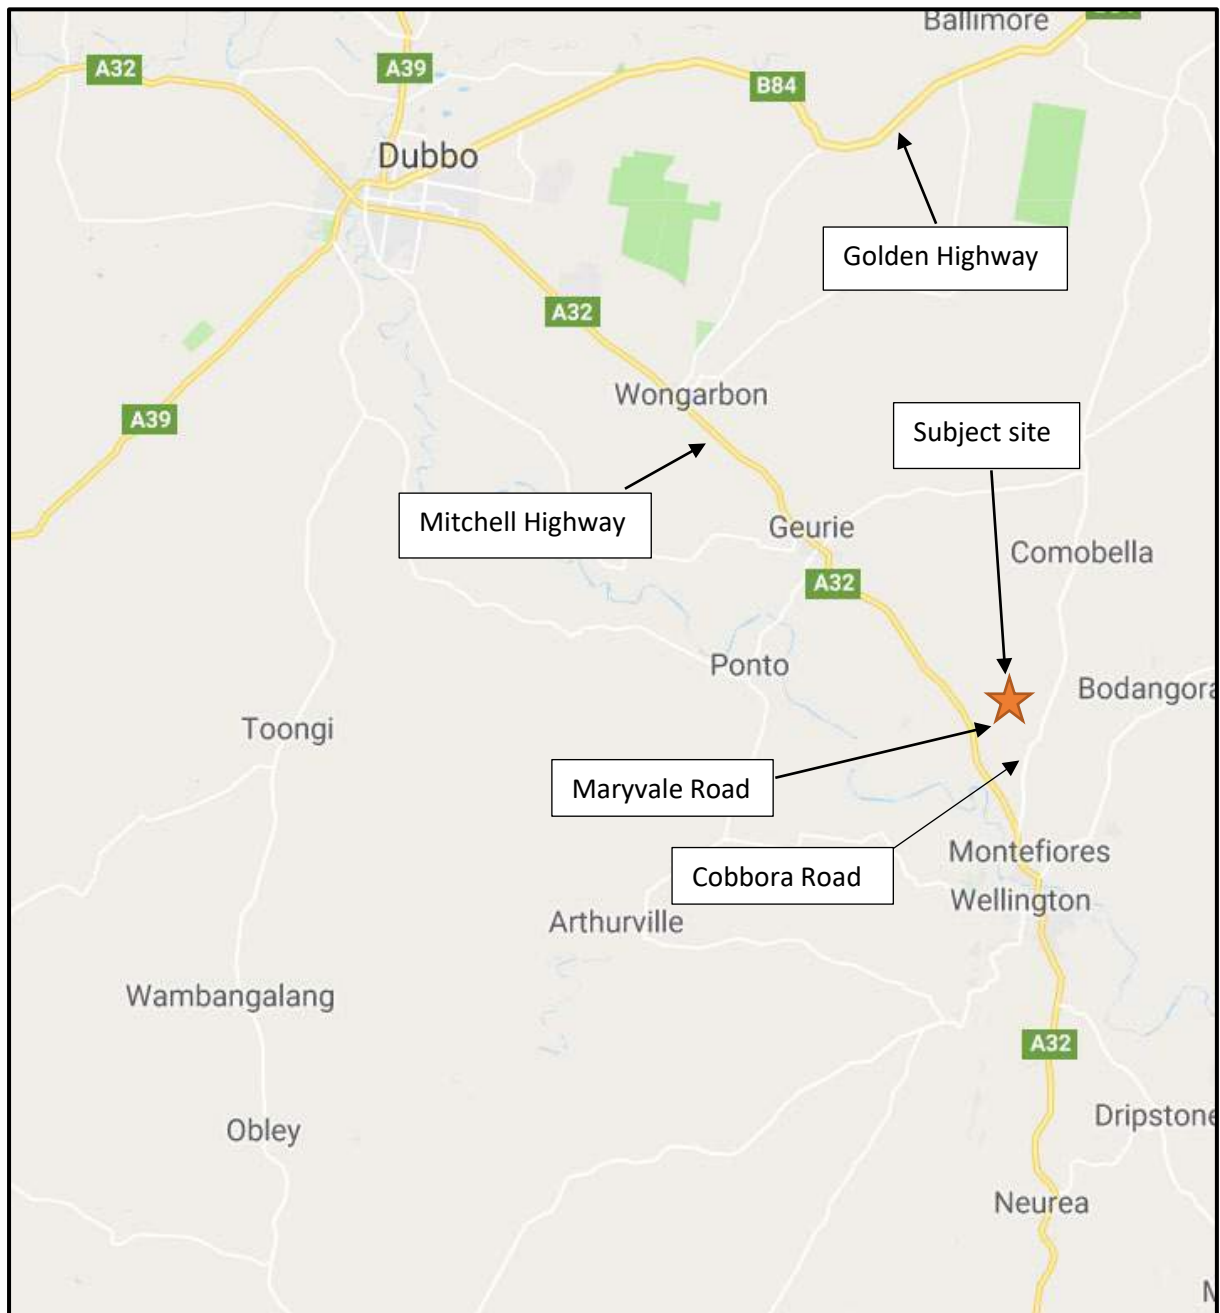 Ballimore
A32
A39
B84
Dubbo
Golden Highway
A32
Wongarbon
A39
Subject site
Mitchell Highway
Geurie
Comobella
A32
Ponto
Bodangora
Toongi
Maryvale Road
Montefiores
Cobbora Road
Wellington
Arthurville
Wambangalang
A32
Dripstone
Obley
Neurea